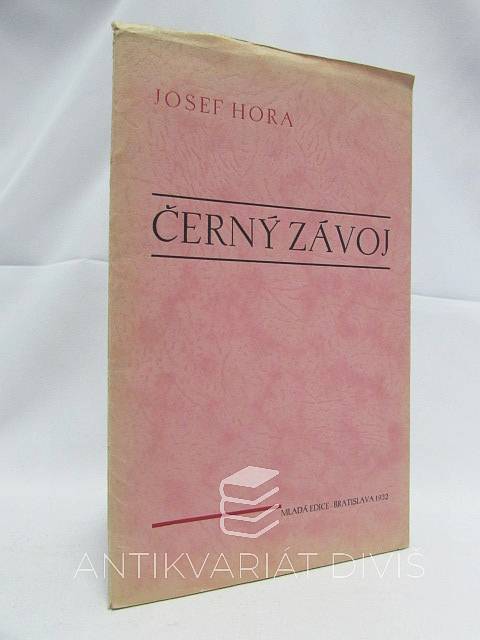 JOSEF HORA
ČERNÝ ZÁVOJ
MLADÁ EDICE - BRATISLAVA 1932
ANTIKVARIÁT DIVIŠ